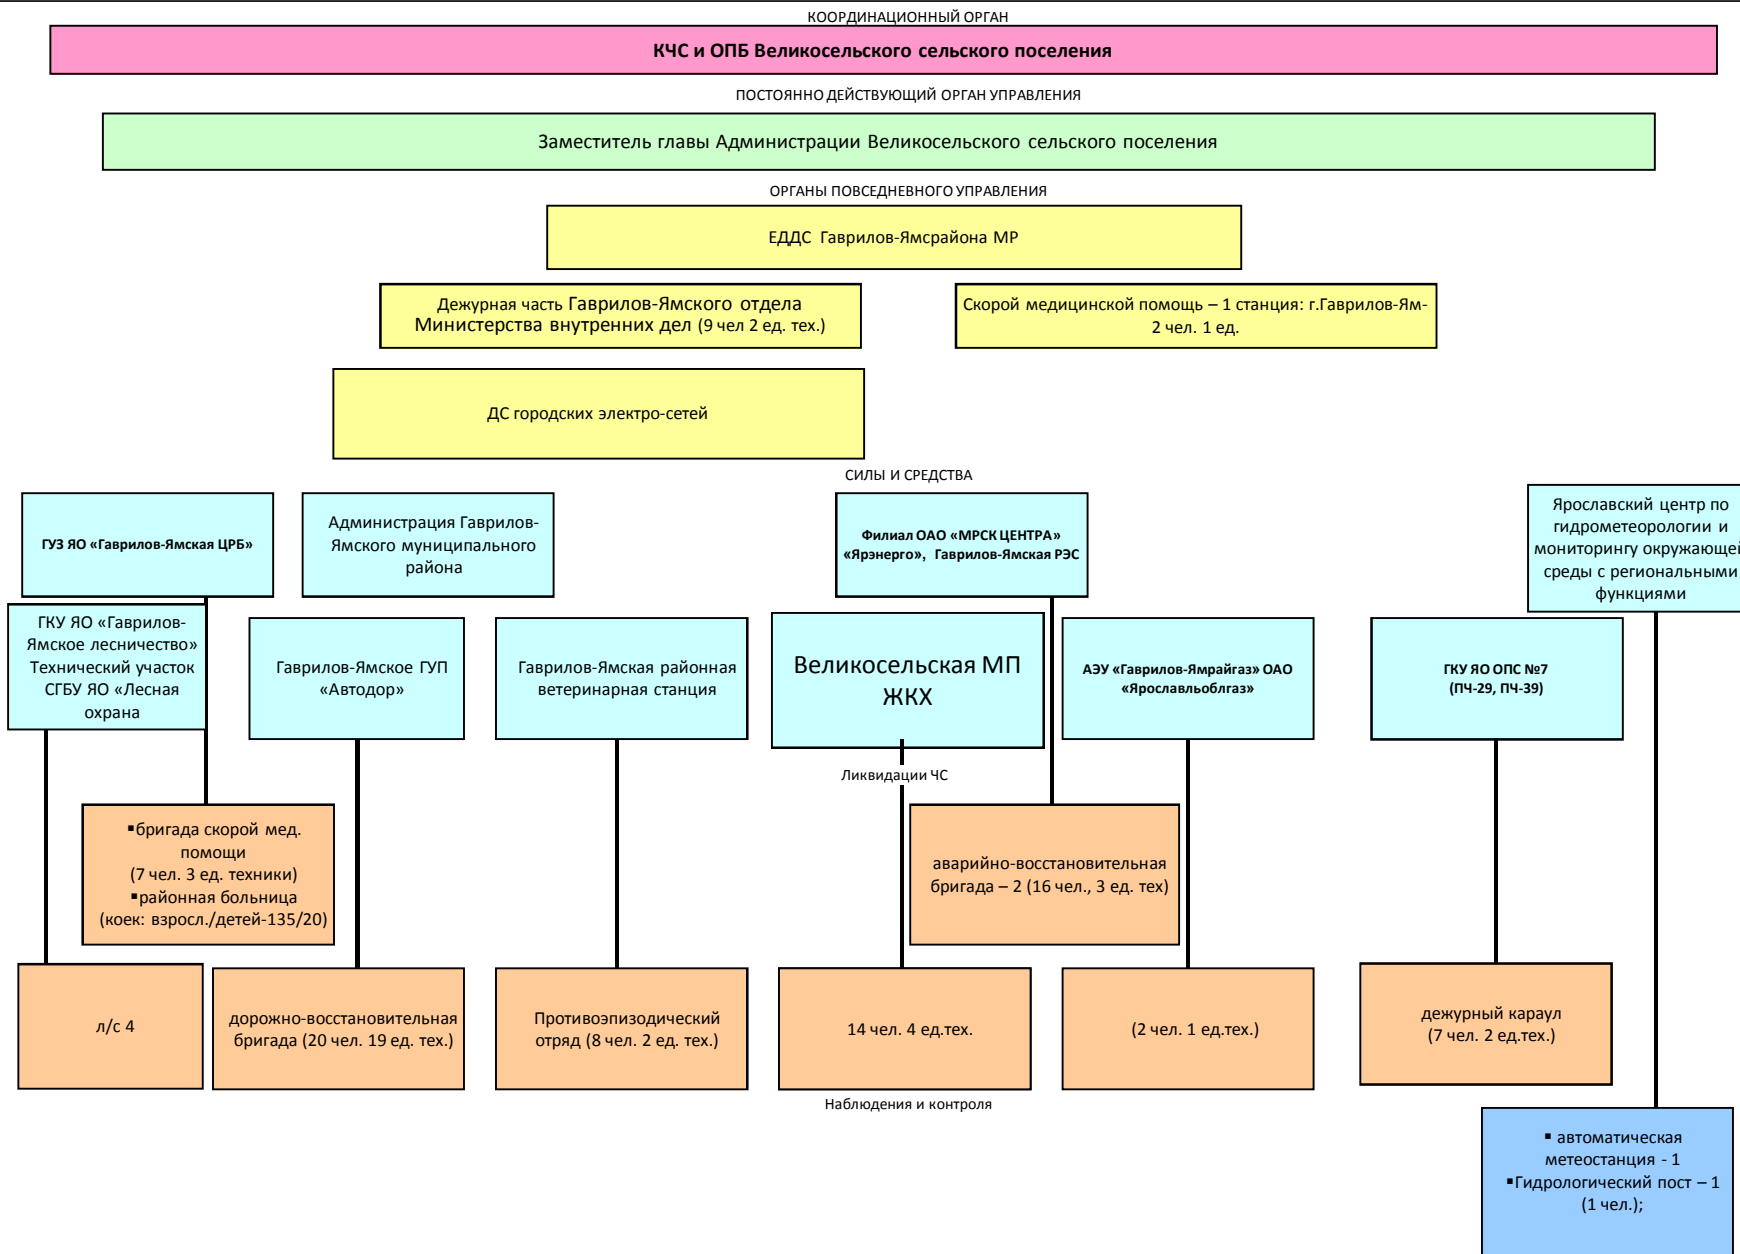 КООРДИНАЦИОННЫЙ ОРГАН
КЧС и ОПБ Великосельского сельского поселения
ПОСТОЯННО ДЕЙСТВУЮЩИЙ ОРГАН УПРАВЛЕНИЯ
Заместитель главы Администрации Великосельского сельского поселения
ОРГАНЫ ПОВСЕДНЕВНОГО УПРАВЛЕНИЯ
ЕДДС Гаврилов-Ямсрайона МР
Дежурная часть Гаврилов-Ямского отдела
Министерства внутренних дел (9 чел 2 ед. тех.)
Скорой медицинской помощь – 1 станция: г.Гаврилов-Ям-
2 чел. 1 ед.
ДС городских электро-сетей
СИЛЫ И СРЕДСТВА
ГУЗ ЯО «Гаврилов-Ямская ЦРБ»
Администрация Гаврилов-
Ямского муниципального
района
Филиал ОАО «МРСК ЦЕНТРА»
«Ярэнерго», Гаврилов-Ямская РЭС
Ярославский центр по
гидрометеорологии и
мониторингу окружающей
среды с региональными
функциями
ГКУ ЯО «Гаврилов-
Ямское лесничество»
Технический участок
СГБУ ЯО «Лесная
охрана
Гаврилов-Ямское ГУП
«Автодор»
Гаврилов-Ямская районная
ветеринарная станция
Великосельская МП
ЖКХ
АЭУ «Гаврилов-Ямрайгаз» ОАО
«Ярославльоблгаз»
ГКУ ЯО ОПС №7
(ПЧ-29, ПЧ-39)
Ликвидации ЧС
▪бригада скорой мед.
помощи
(7 чел. 3 ед. техники)
▪районная больница
(коек: взросл./детей-135/20)
аварийно-восстановительная
бригада – 2 (16 чел., 3 ед. тех)
л/с 4
дорожно-восстановительная
бригада (20 чел. 19 ед. тех.)
Противоэпизодический
отряд (8 чел. 2 ед. тех.)
14 чел. 4 ед.тех.
(2 чел. 1 ед.тех.)
дежурный караул
(7 чел. 2 ед.тех.)
Наблюдения и контроля
▪ автоматическая
метеостанция - 1
▪Гидрологический пост – 1
(1 чел.);